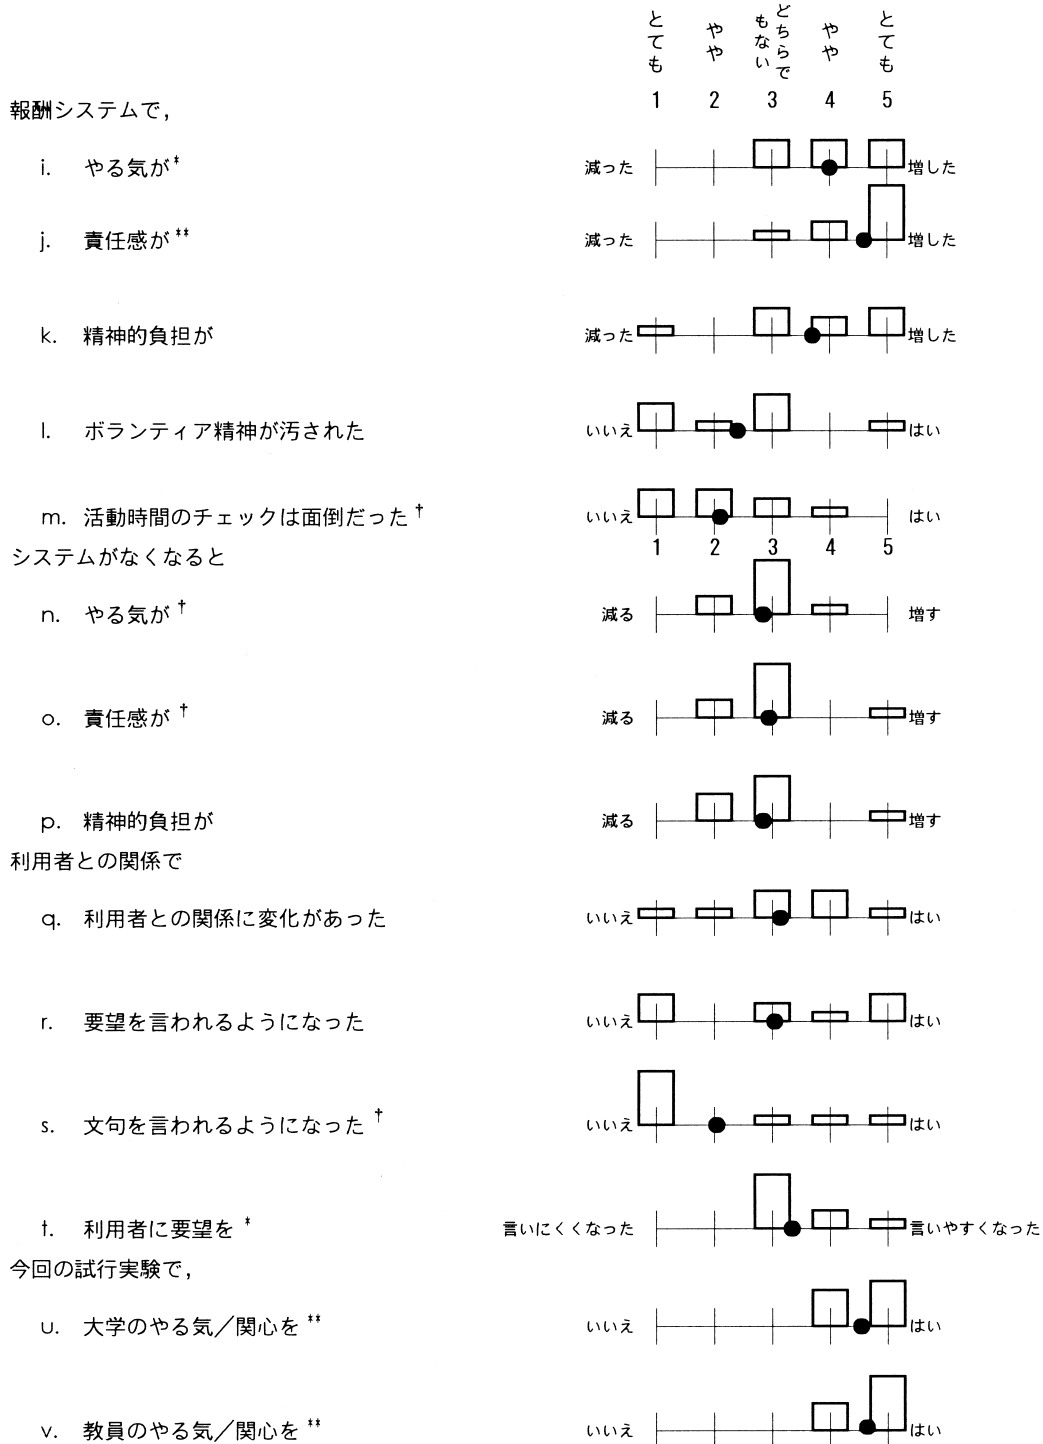 とても やや どちらでもない やや とても
1 2 3 4 5
報酬システムで,
i. やる気が* 減った 増した
j. 責任感が** 減った 増した
k. 精神的負担が 減った 増した
l. ボランティア精神が汚された いいえ はい
m. 活動時間のチェックは面倒だった† いいえ はい
1 2 3 4 5
システムがなくなると
n. やる気が† 減る 増す
o. 責任感が† 減る 増す
p. 精神的負担が 減る 増す
利用者との関係で
q. 利用者との関係に変化があった いいえ はい
r. 要望を言われるようになった いいえ はい
s. 文句を言われるようになった† いいえ はい
t. 利用者に要望を* 言いにくくなった 言いやすくなった
今回の試行実験で,
u. 大学のやる気/関心を** いいえ はい
v. 教員のやる気/関心を** いいえ はい